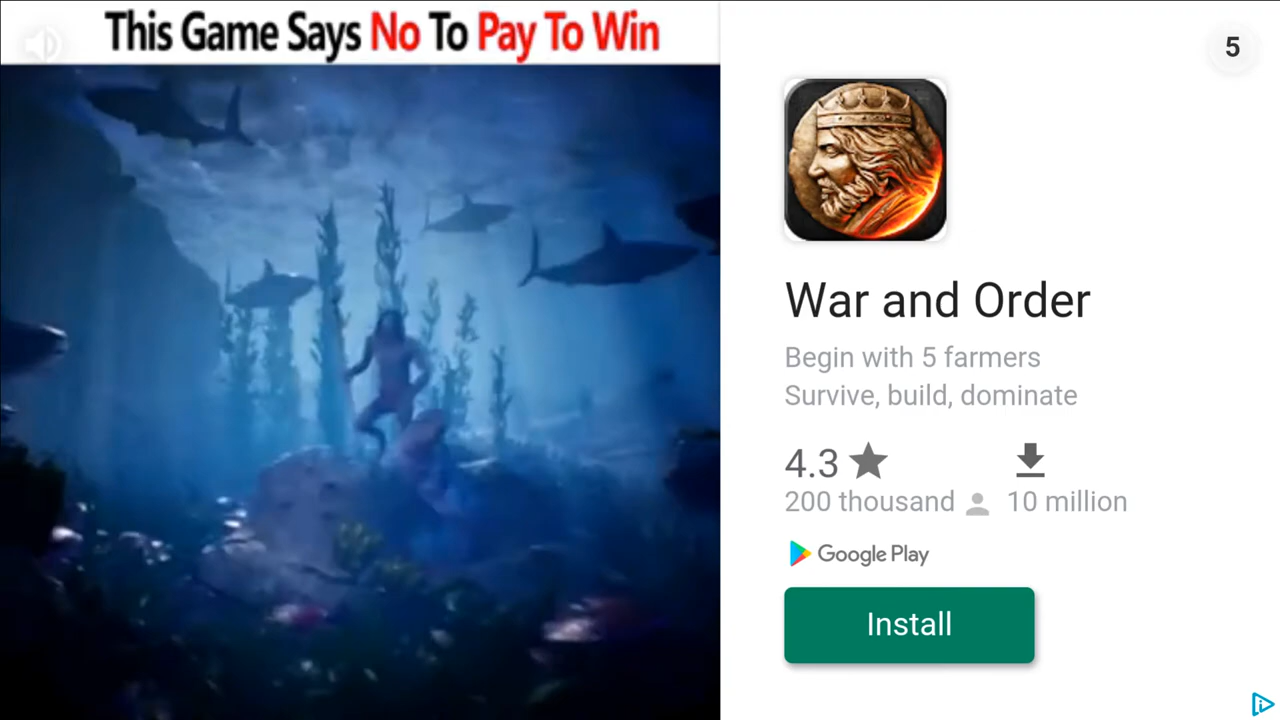 This Game Says No To Pay To Win
5
War and Order
Begin with 5 farmers
Survive, build, dominate
4.3
200 thousand
10 million
Google Play
Install